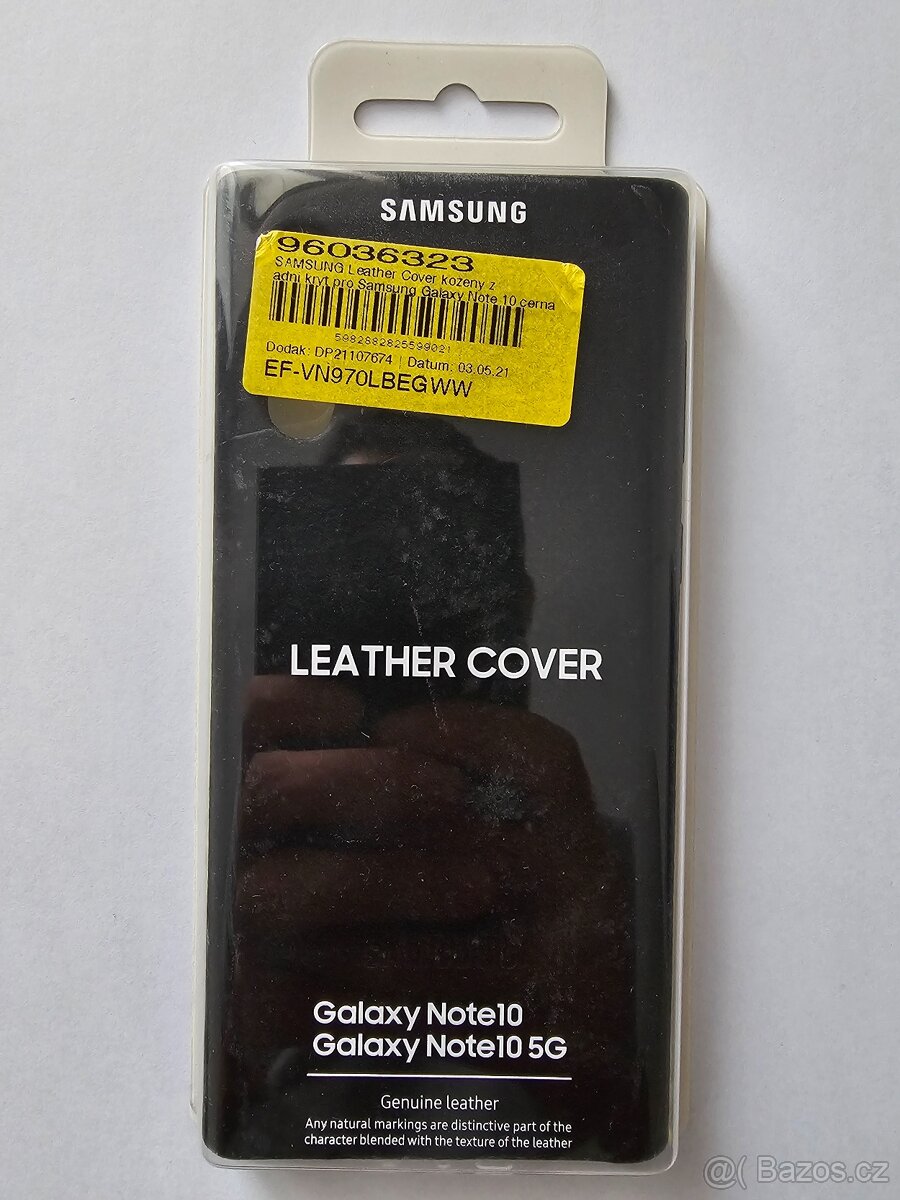 SAMSUNG
96036323
SAMSUNG Leather Cover kozeny z
adni kryt pro Samsung Galaxy Note 10 cerna
5982882825599021
Dodak: DP21107674 | Datum: 03.05.21
EF-VN970LBEGWW
LEATHER COVER
Galaxy Note10
Galaxy Note10 5G
Genuine leather
Any natural markings are distinctive part of the
character blended with the texture of the leather
@( Bazos.cz